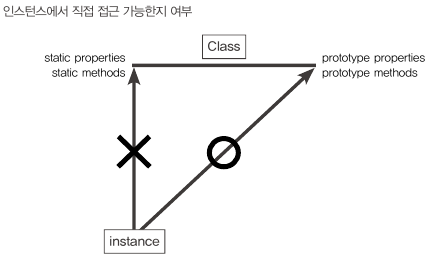 인스턴스에서 직접 접근 가능한지 여부
Class
static properties
static methods
prototype properties
prototype methods
instance